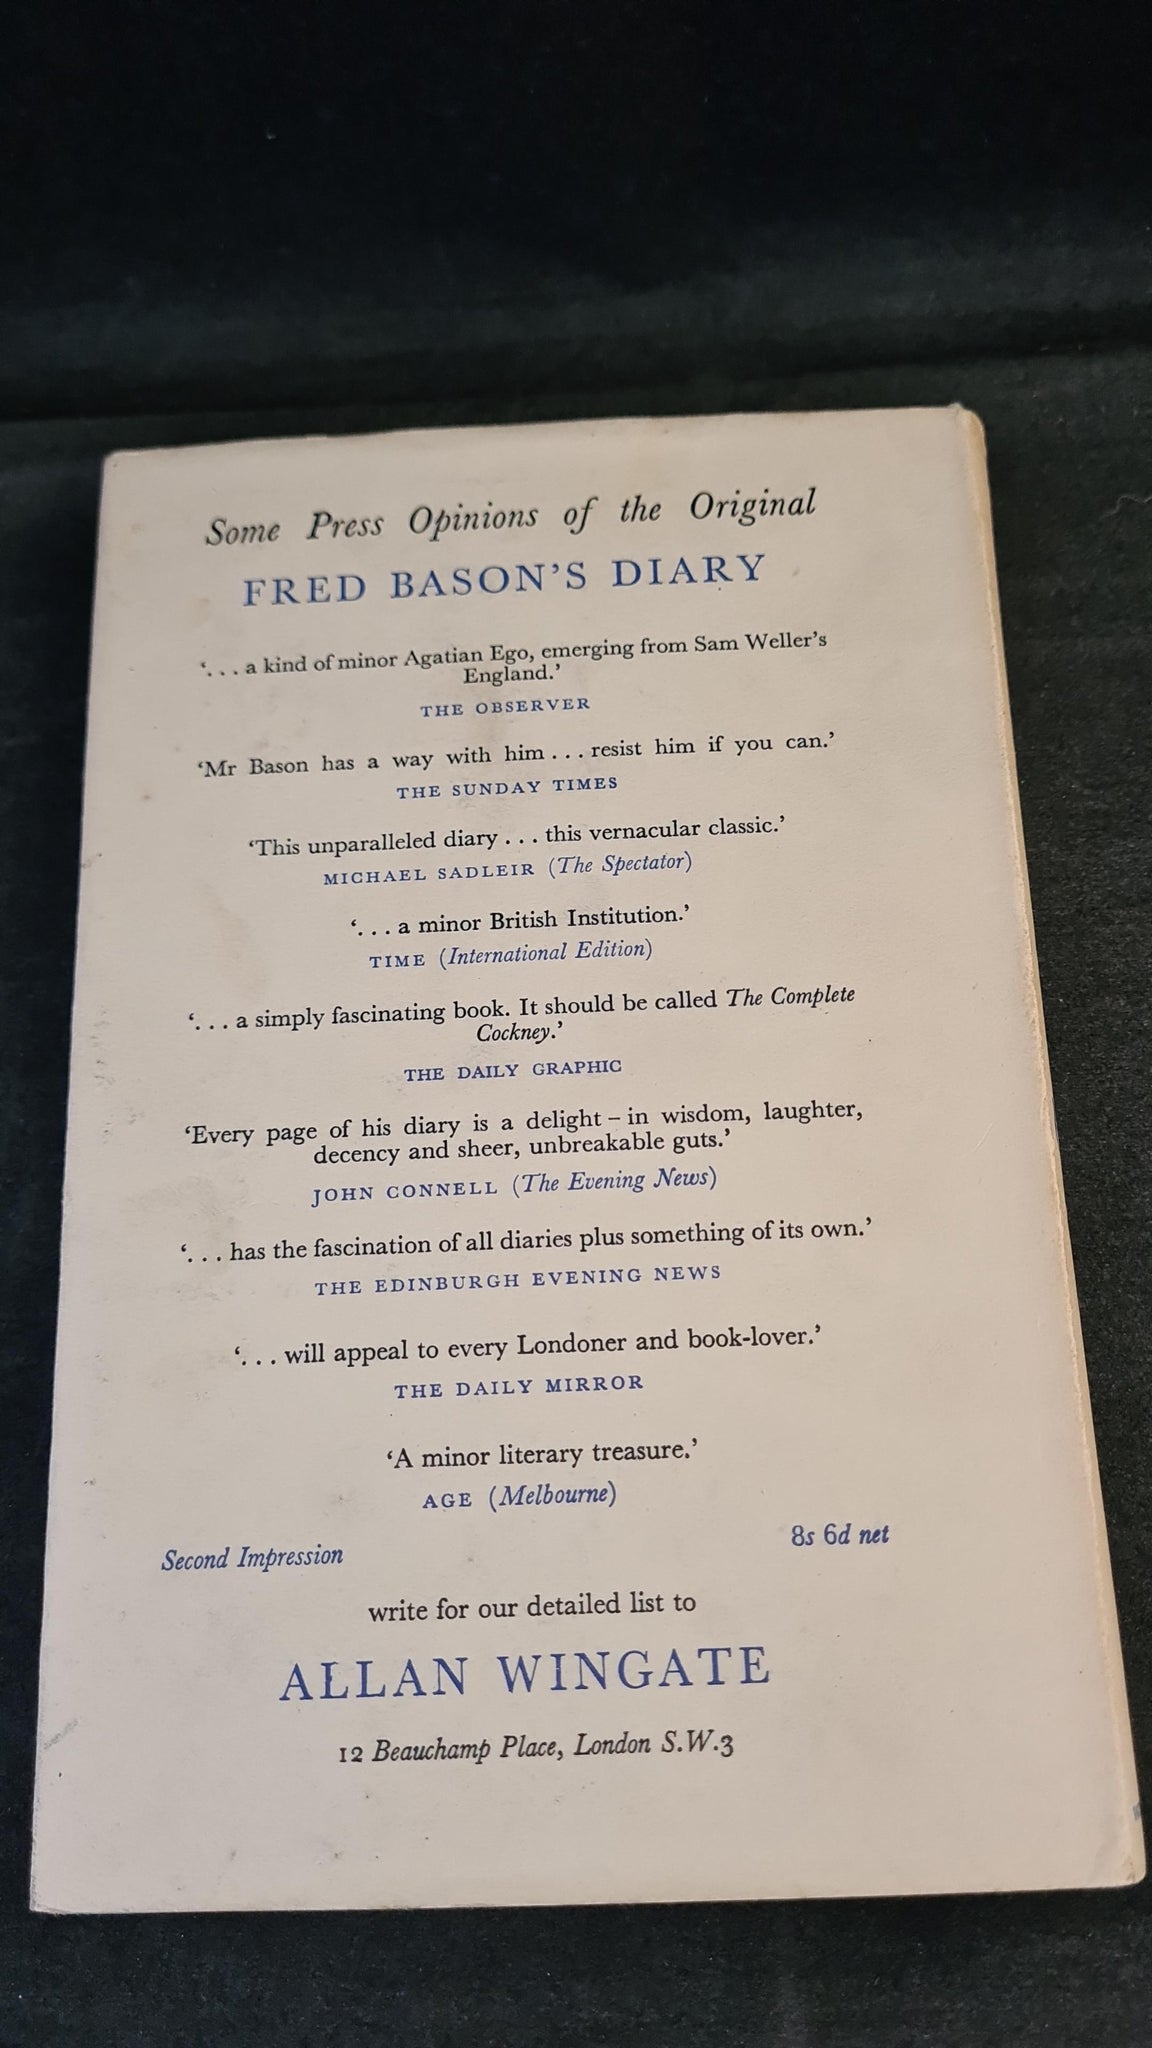 Some Press Opinions of the Original
FRED BASON'S DIARY
‘. . . a kind of minor Agatian Ego, emerging from Sam Weller’s
England.’
THE OBSERVER
‘Mr Bason has a way with him . . . resist him if you can.’
THE SUNDAY TIMES
‘This unparalleled diary . . . this vernacular classic.’
MICHAEL SADLEIR (The Spectator)
‘. . . a minor British Institution.’
TIME (International Edition)
‘. . . a simply fascinating book. It should be called The Complete
Cockney.’
THE DAILY GRAPHIC
‘Every page of his diary is a delight – in wisdom, laughter,
decency and sheer, unbreakable guts.’
JOHN CONNELL (The Evening News)
‘. . . has the fascination of all diaries plus something of its own.’
THE EDINBURGH EVENING NEWS
‘. . . will appeal to every Londoner and book-lover.’
THE DAILY MIRROR
‘A minor literary treasure.’
AGE (Melbourne)
Second Impression 8s 6d net
write for our detailed list to
ALLAN WINGATE
12 Beauchamp Place, London S.W.3